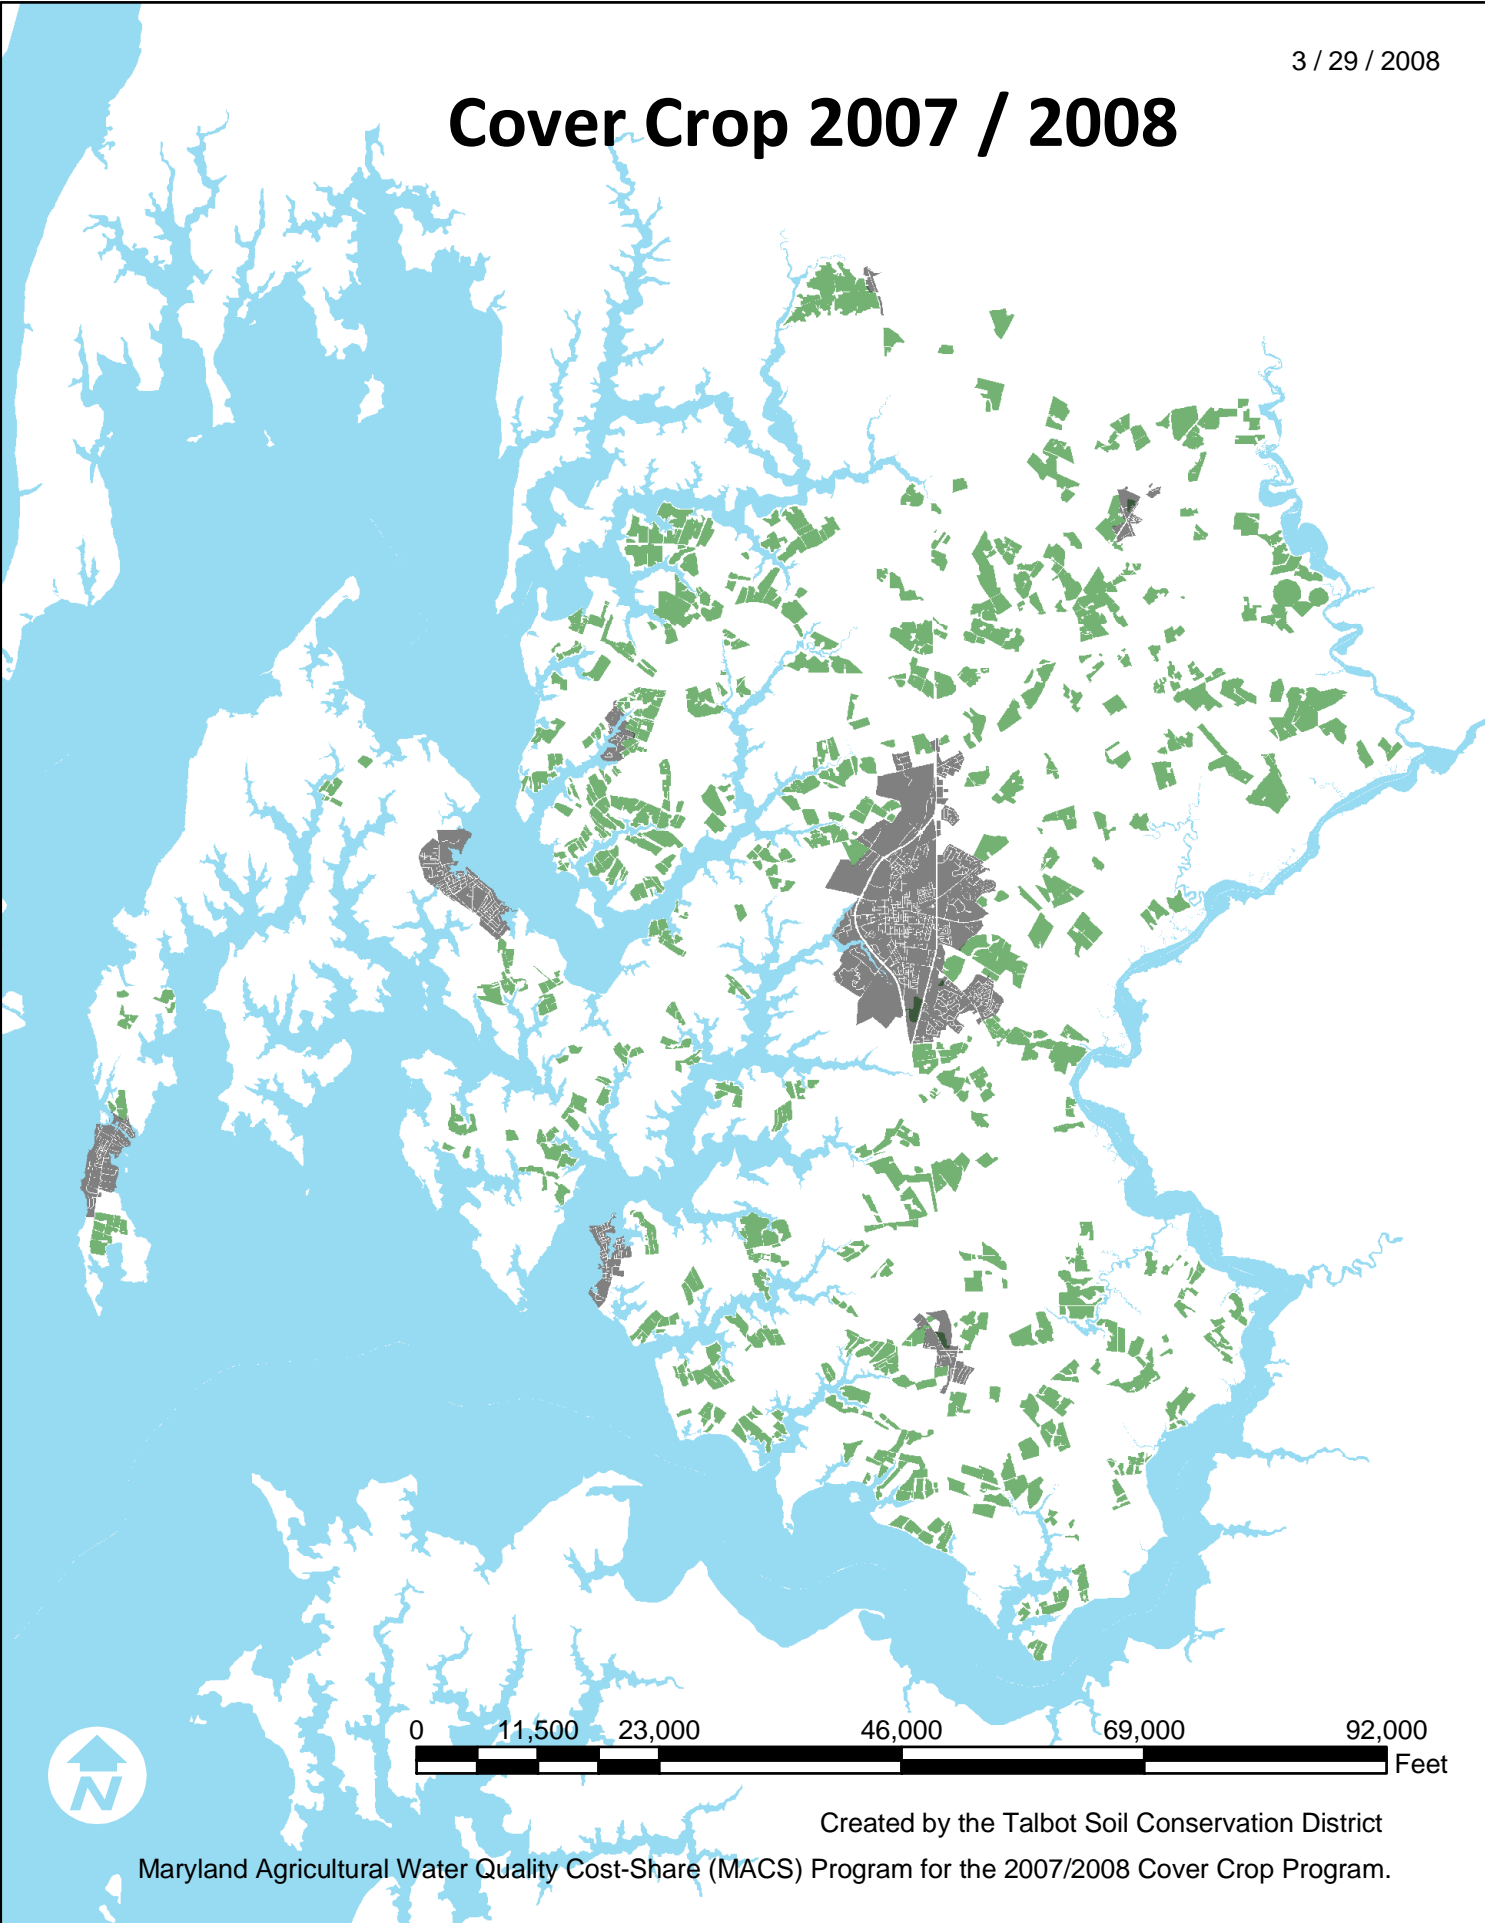 3 / 29 / 2008
Cover Crop 2007 / 2008
0 11,500 23,000 46,000 69,000 92,000
Feet
N
Created by the Talbot Soil Conservation District
Maryland Agricultural Water Quality Cost-Share (MACS) Program for the 2007/2008 Cover Crop Program.